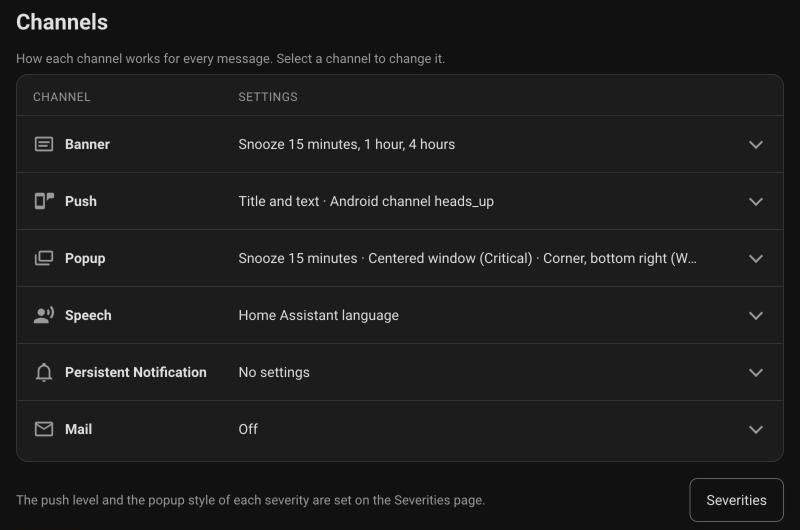 Channels
How each channel works for every message. Select a channel to change it.
CHANNEL SETTINGS
Banner Snooze 15 minutes, 1 hour, 4 hours
Push Title and text · Android channel heads_up
Popup Snooze 15 minutes · Centered window (Critical) · Corner, bottom right (W...
Speech Home Assistant language
Persistent Notification No settings
Mail Off
The push level and the popup style of each severity are set on the Severities page. Severities